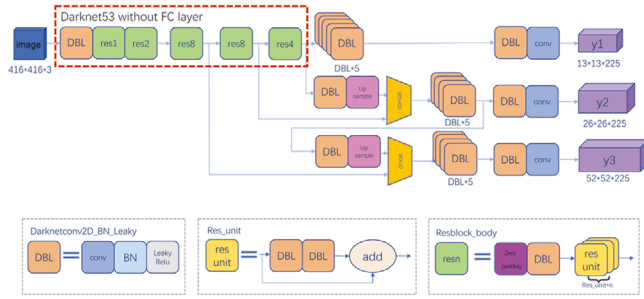 Darknet53 without FC layer
image
DBL
res1
res2
res8
res8
res4
416*416*3
DBL*5
DBL
conv
y1
13*13*225
DBL
Up
sample
concat
DBL*5
DBL
conv
y2
26*26*225
DBL
Up
sample
concat
DBL*5
DBL
conv
y3
52*52*225
Darknetconv2D_BN_Leaky
DBL
=
conv
BN
Leaky
Relu
Res_unit
res
unit
=
DBL
DBL
add
Resblock_body
resn
=
Zero
padding
DBL
res
unit
Res_unit*n